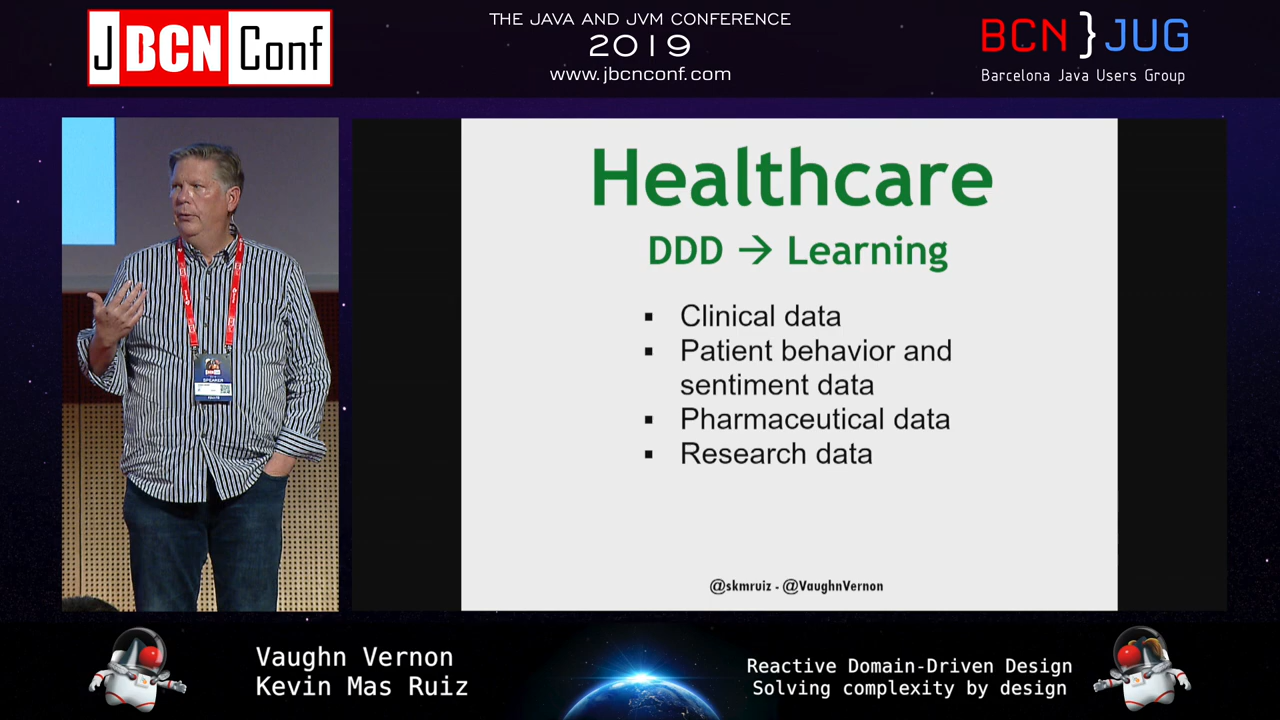 J BCN Conf
THE JAVA AND JVM CONFERENCE
2019
www.jbcnconf.com
BCN } JUG
Barcelona Java Users Group
Healthcare
DDD → Learning
▪ Clinical data
▪ Patient behavior and
sentiment data
▪ Pharmaceutical data
▪ Research data
@skmruiz - @VaughnVernon
SPEAKER
Vaughn Vernon
Kevin Mas Ruiz
Reactive Domain-Driven Design
Solving complexity by design